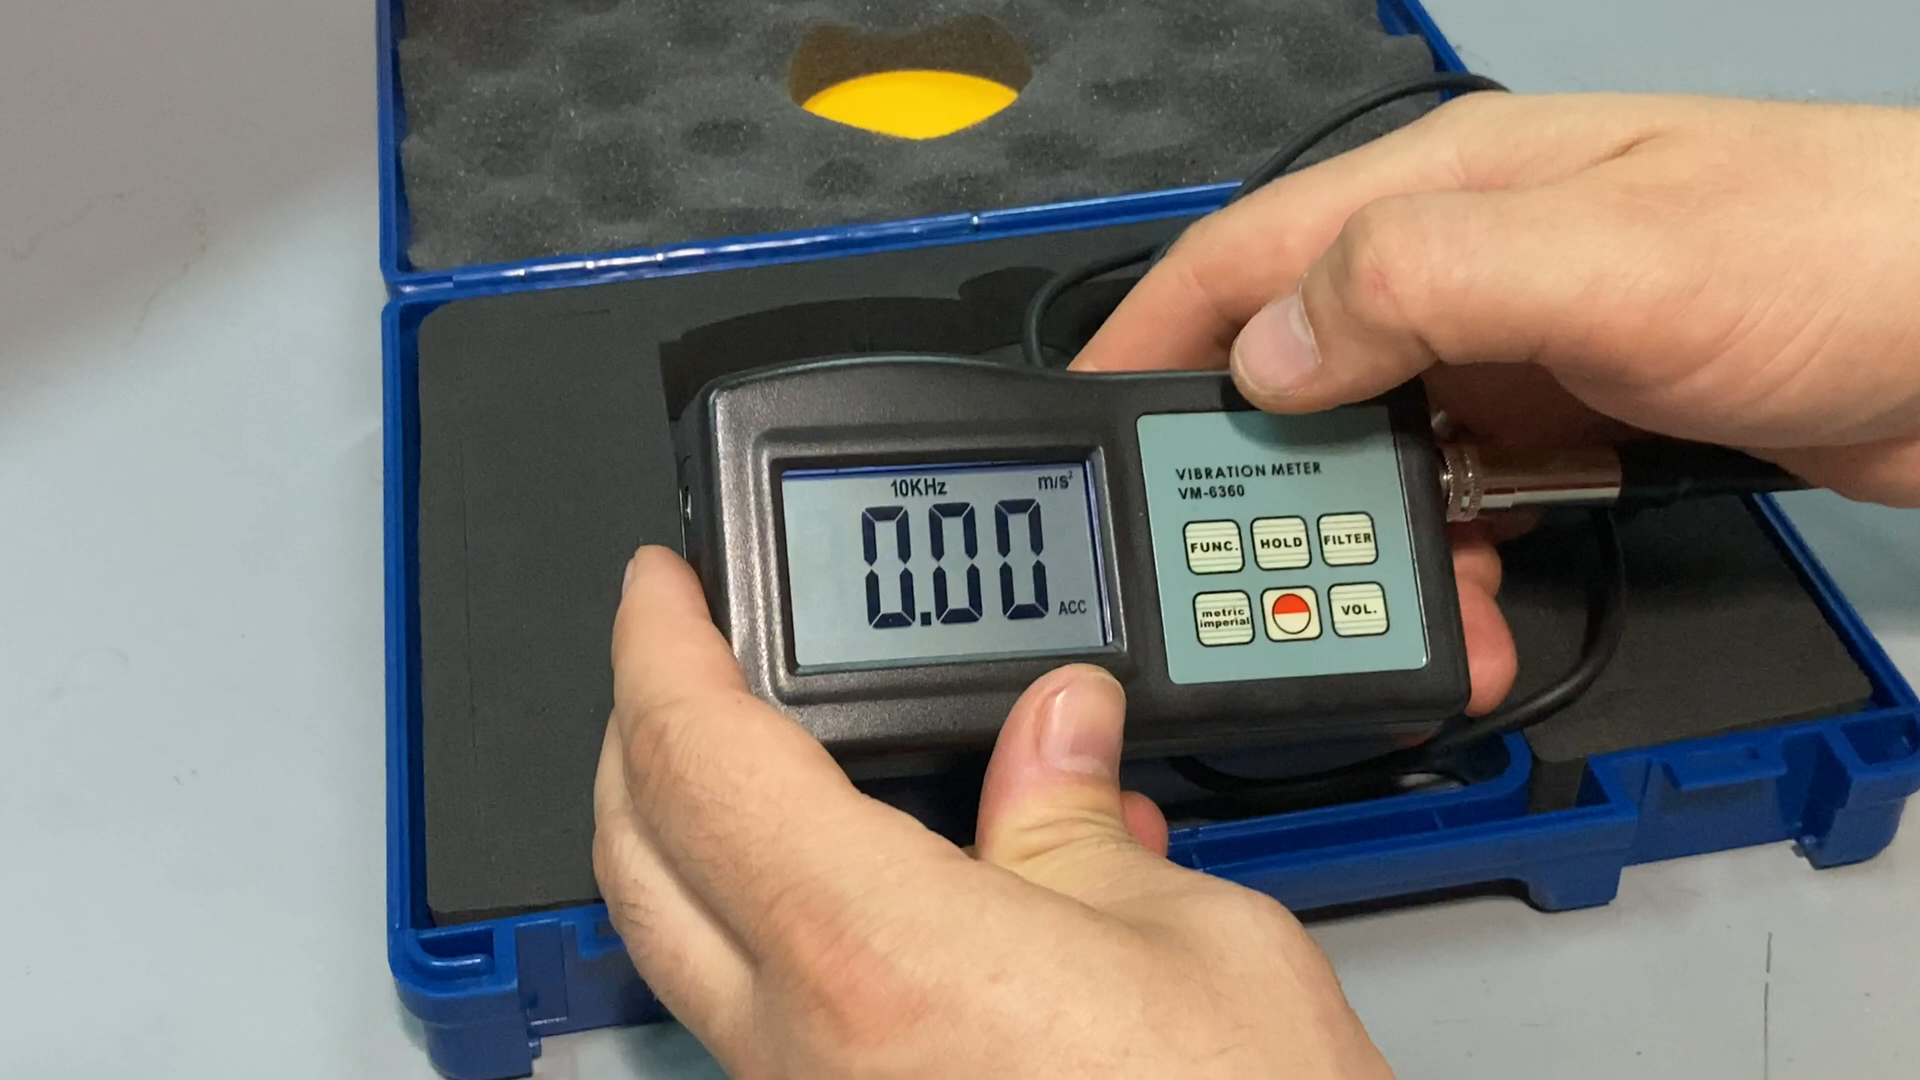 10KHz
m/s²
0.00
ACC
VIBRATION METER
VM-6360
FUNC.
HOLD
FILTER
metric
imperial
VOL.